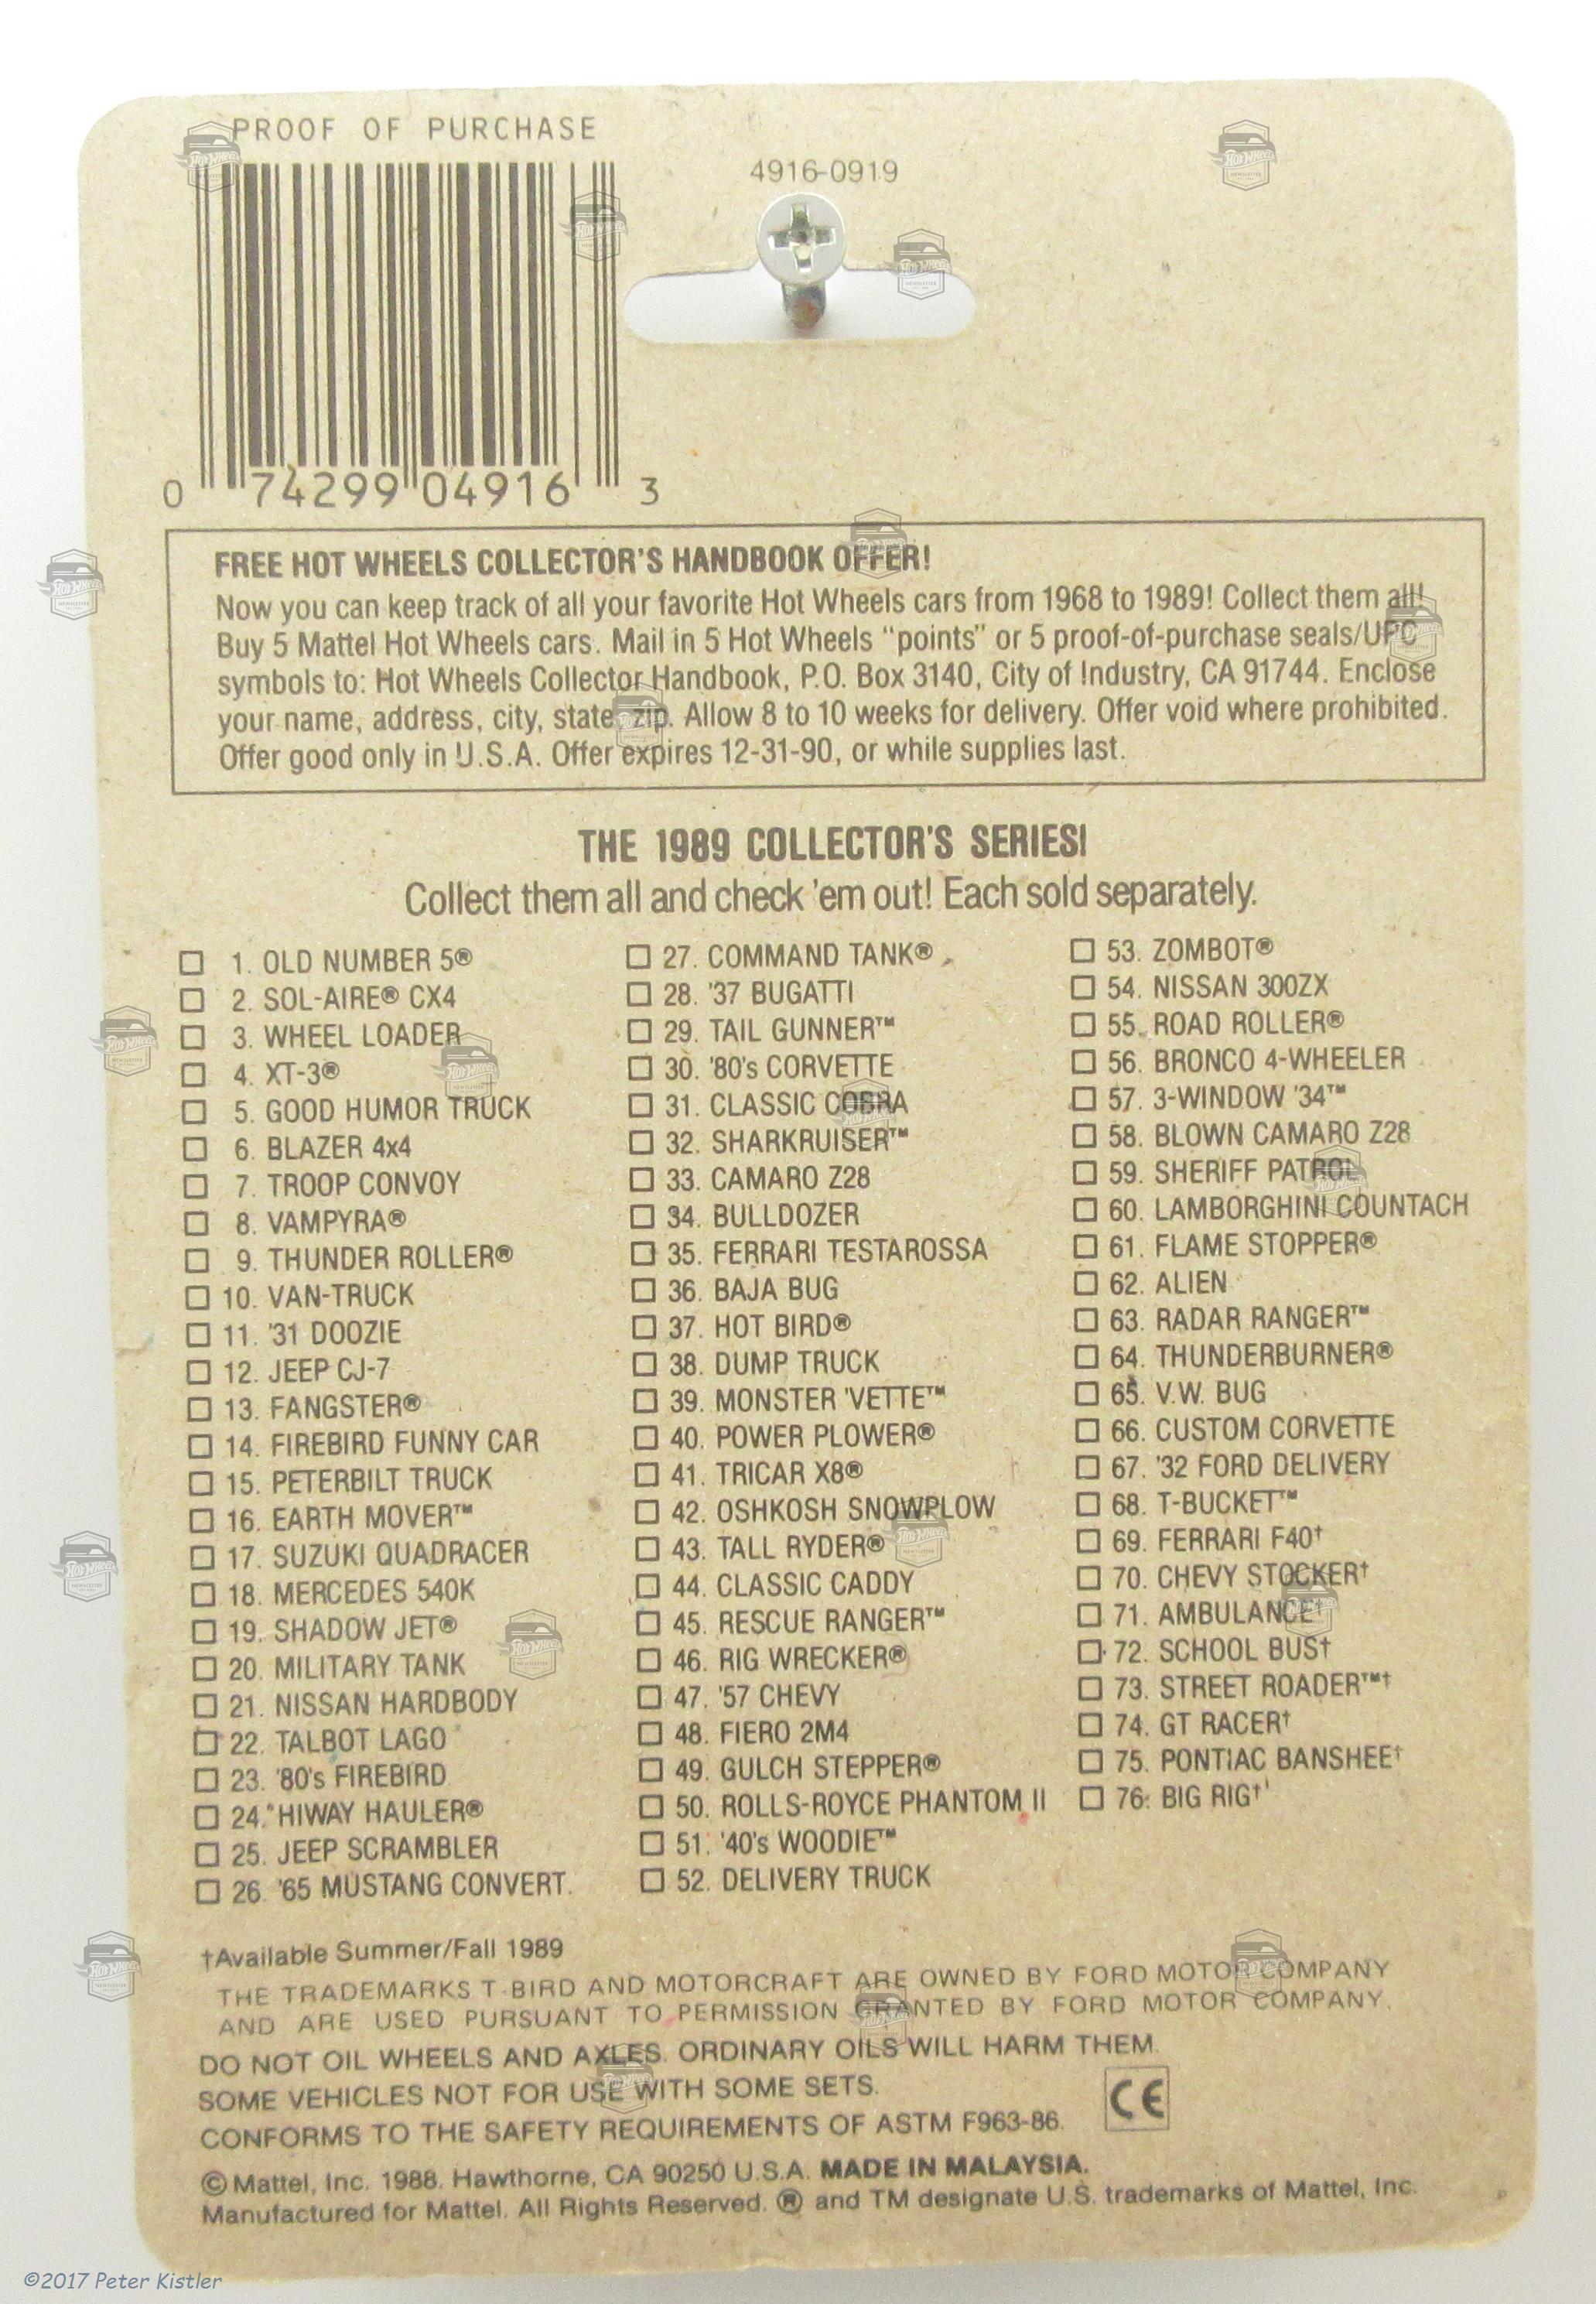 PROOF OF PURCHASE
4916-0919
0 74299 04916 3
FREE HOT WHEELS COLLECTOR'S HANDBOOK OFFER!
Now you can keep track of all your favorite Hot Wheels cars from 1968 to 1989! Collect them all!
Buy 5 Mattel Hot Wheels cars. Mail in 5 Hot Wheels "points" or 5 proof-of-purchase seals/UPC
symbols to: Hot Wheels Collector Handbook, P.O. Box 3140, City of Industry, CA 91744. Enclose
your name, address, city, state, zip. Allow 8 to 10 weeks for delivery. Offer void where prohibited.
Offer good only in U.S.A. Offer expires 12-31-90, or while supplies last.
THE 1989 COLLECTOR'S SERIES!
Collect them all and check 'em out! Each sold separately.
1. OLD NUMBER 5®
2. SOL-AIRE® CX4
3. WHEEL LOADER
4. XT-3®
5. GOOD HUMOR TRUCK
6. BLAZER 4x4
7. TROOP CONVOY
8. VAMPYRA®
9. THUNDER ROLLER®
10. VAN-TRUCK
11. '31 DOOZIE
12. JEEP CJ-7
13. FANGSTER®
14. FIREBIRD FUNNY CAR
15. PETERBILT TRUCK
16. EARTH MOVER™
17. SUZUKI QUADRACER
18. MERCEDES 540K
19. SHADOW JET®
20. MILITARY TANK
21. NISSAN HARDBODY
22. TALBOT LAGO
23. '80's FIREBIRD
24. HIWAY HAULER®
25. JEEP SCRAMBLER
26. '65 MUSTANG CONVERT.
27. COMMAND TANK®
28. '37 BUGATTI
29. TAIL GUNNER™
30. '80's CORVETTE
31. CLASSIC COBRA
32. SHARKRUISER™
33. CAMARO Z28
34. BULLDOZER
35. FERRARI TESTAROSSA
36. BAJA BUG
37. HOT BIRD®
38. DUMP TRUCK
39. MONSTER 'VETTE™
40. POWER PLOWER®
41. TRICAR X8®
42. OSHKOSH SNOWPLOW
43. TALL RYDER®
44. CLASSIC CADDY
45. RESCUE RANGER™
46. RIG WRECKER®
47. '57 CHEVY
48. FIERO 2M4
49. GULCH STEPPER®
50. ROLLS-ROYCE PHANTOM II
51. '40's WOODIE™
52. DELIVERY TRUCK
53. ZOMBOT®
54. NISSAN 300ZX
55. ROAD ROLLER®
56. BRONCO 4-WHEELER
57. 3-WINDOW '34™
58. BLOWN CAMARO Z28
59. SHERIFF PATROL
60. LAMBORGHINI COUNTACH
61. FLAME STOPPER®
62. ALIEN
63. RADAR RANGER™
64. THUNDERBURNER®
65. V.W. BUG
66. CUSTOM CORVETTE
67. '32 FORD DELIVERY
68. T-BUCKET™
69. FERRARI F40†
70. CHEVY STOCKER†
71. AMBULANCE†
72. SCHOOL BUS†
73. STREET ROADER™†
74. GT RACER†
75. PONTIAC BANSHEE†
76. BIG RIG†
†Available Summer/Fall 1989
THE TRADEMARKS T-BIRD AND MOTORCRAFT ARE OWNED BY FORD MOTOR COMPANY
AND ARE USED PURSUANT TO PERMISSION GRANTED BY FORD MOTOR COMPANY.
DO NOT OIL WHEELS AND AXLES. ORDINARY OILS WILL HARM THEM.
SOME VEHICLES NOT FOR USE WITH SOME SETS.
CONFORMS TO THE SAFETY REQUIREMENTS OF ASTM F963-86.
CE
©Mattel, Inc. 1988. Hawthorne, CA 90250 U.S.A. MADE IN MALAYSIA.
Manufactured for Mattel. All Rights Reserved. ® and TM designate U.S. trademarks of Mattel, Inc.
©2017 Peter Kistler